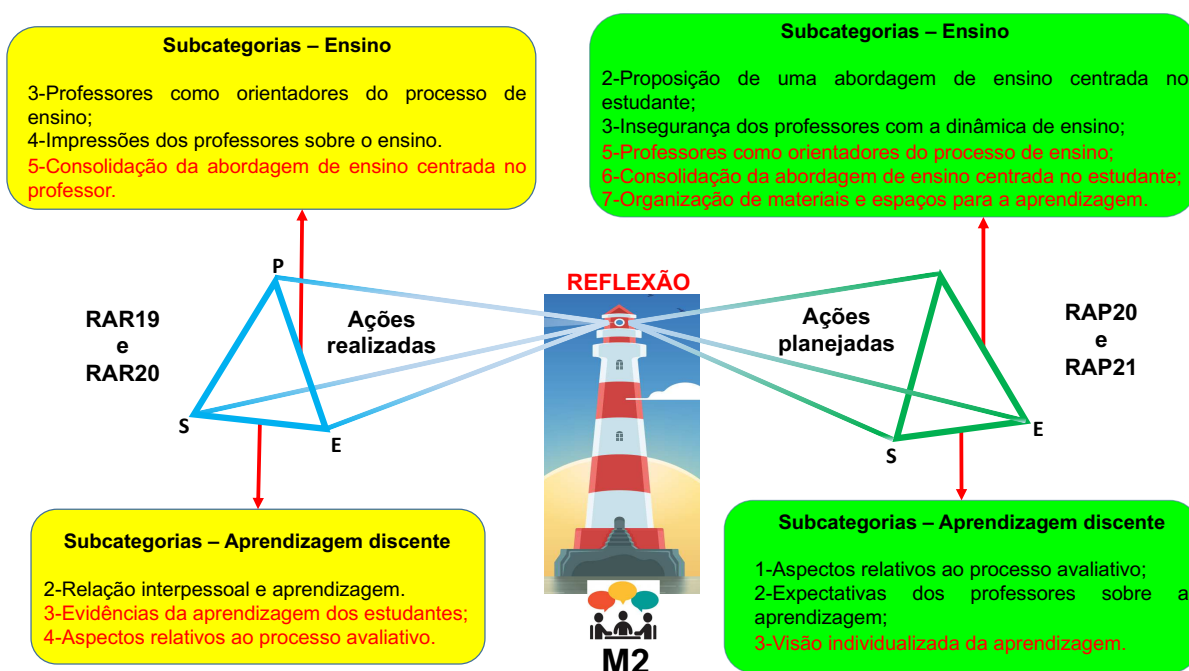 Subcategorias – Ensino
3-Professores como orientadores do processo de
ensino;
4-Impressões dos professores sobre o ensino.
5-Consolidação da abordagem de ensino centrada no
professor.
Subcategorias – Ensino
2-Proposição de uma abordagem de ensino centrada no
estudante;
3-Insegurança dos professores com a dinâmica de ensino;
5-Professores como orientadores do processo de ensino;
6-Consolidação da abordagem de ensino centrada no estudante;
7-Organização de materiais e espaços para a aprendizagem.
P
REFLEXÃO
RAR19
e
RAR20
Ações
realizadas
Ações
planejadas
RAP20
e
RAP21
S
E
S
E
Subcategorias – Aprendizagem discente
2-Relação interpessoal e aprendizagem.
3-Evidências da aprendizagem dos estudantes;
4-Aspectos relativos ao processo avaliativo.
Subcategorias – Aprendizagem discente
1-Aspectos relativos ao processo avaliativo;
2-Expectativas dos professores sobre a
aprendizagem;
3-Visão individualizada da aprendizagem.
M2